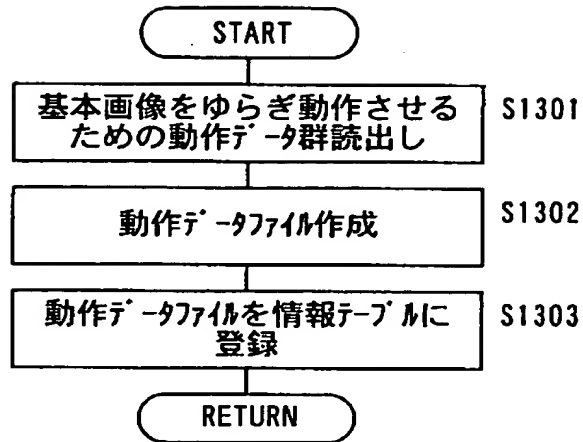 START
基本画像をゆらぎ動作させる
ための動作ﾃﾞｰﾀ群読出し
S1301
動作ﾃﾞｰﾀﾌｧｲﾙ作成
S1302
動作ﾃﾞｰﾀﾌｧｲﾙを情報ﾃｰﾌﾞﾙに
登録
S1303
RETURN